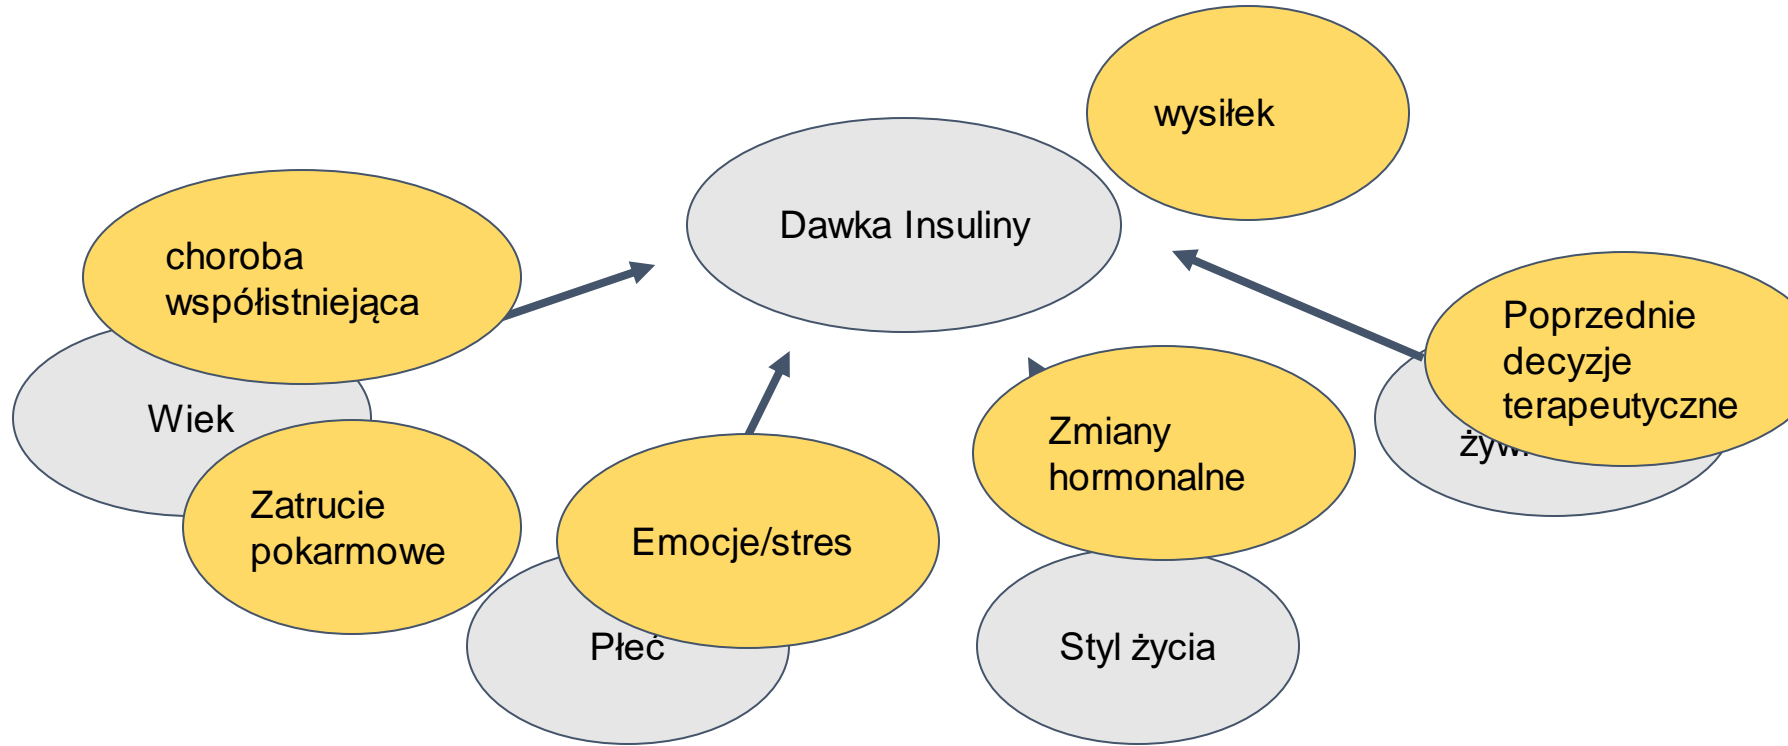 wysiłek
Dawka Insuliny
choroba
współistniejąca
Poprzednie
decyzje
terapeutyczne
Wiek
Zmiany
hormonalne
Zatrucie
pokarmowe
Emocje/stres
Płeć
Styl życia